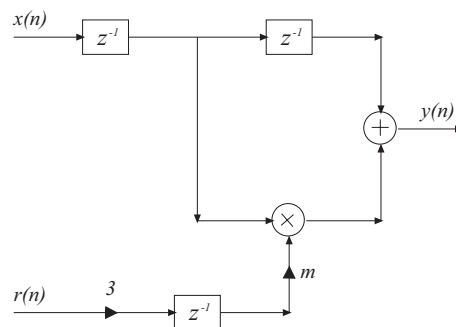 x(n)
z⁻¹
z⁻¹
+
y(n)
×
m
3
r(n)
z⁻¹